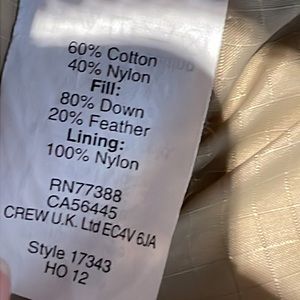 60% Cotton
40% Nylon
Fill:
80% Down
20% Feather
Lining:
100% Nylon
RN77388
CA56445
CREW U.K. Ltd EC4V 6JA
Style 17343
HO 12